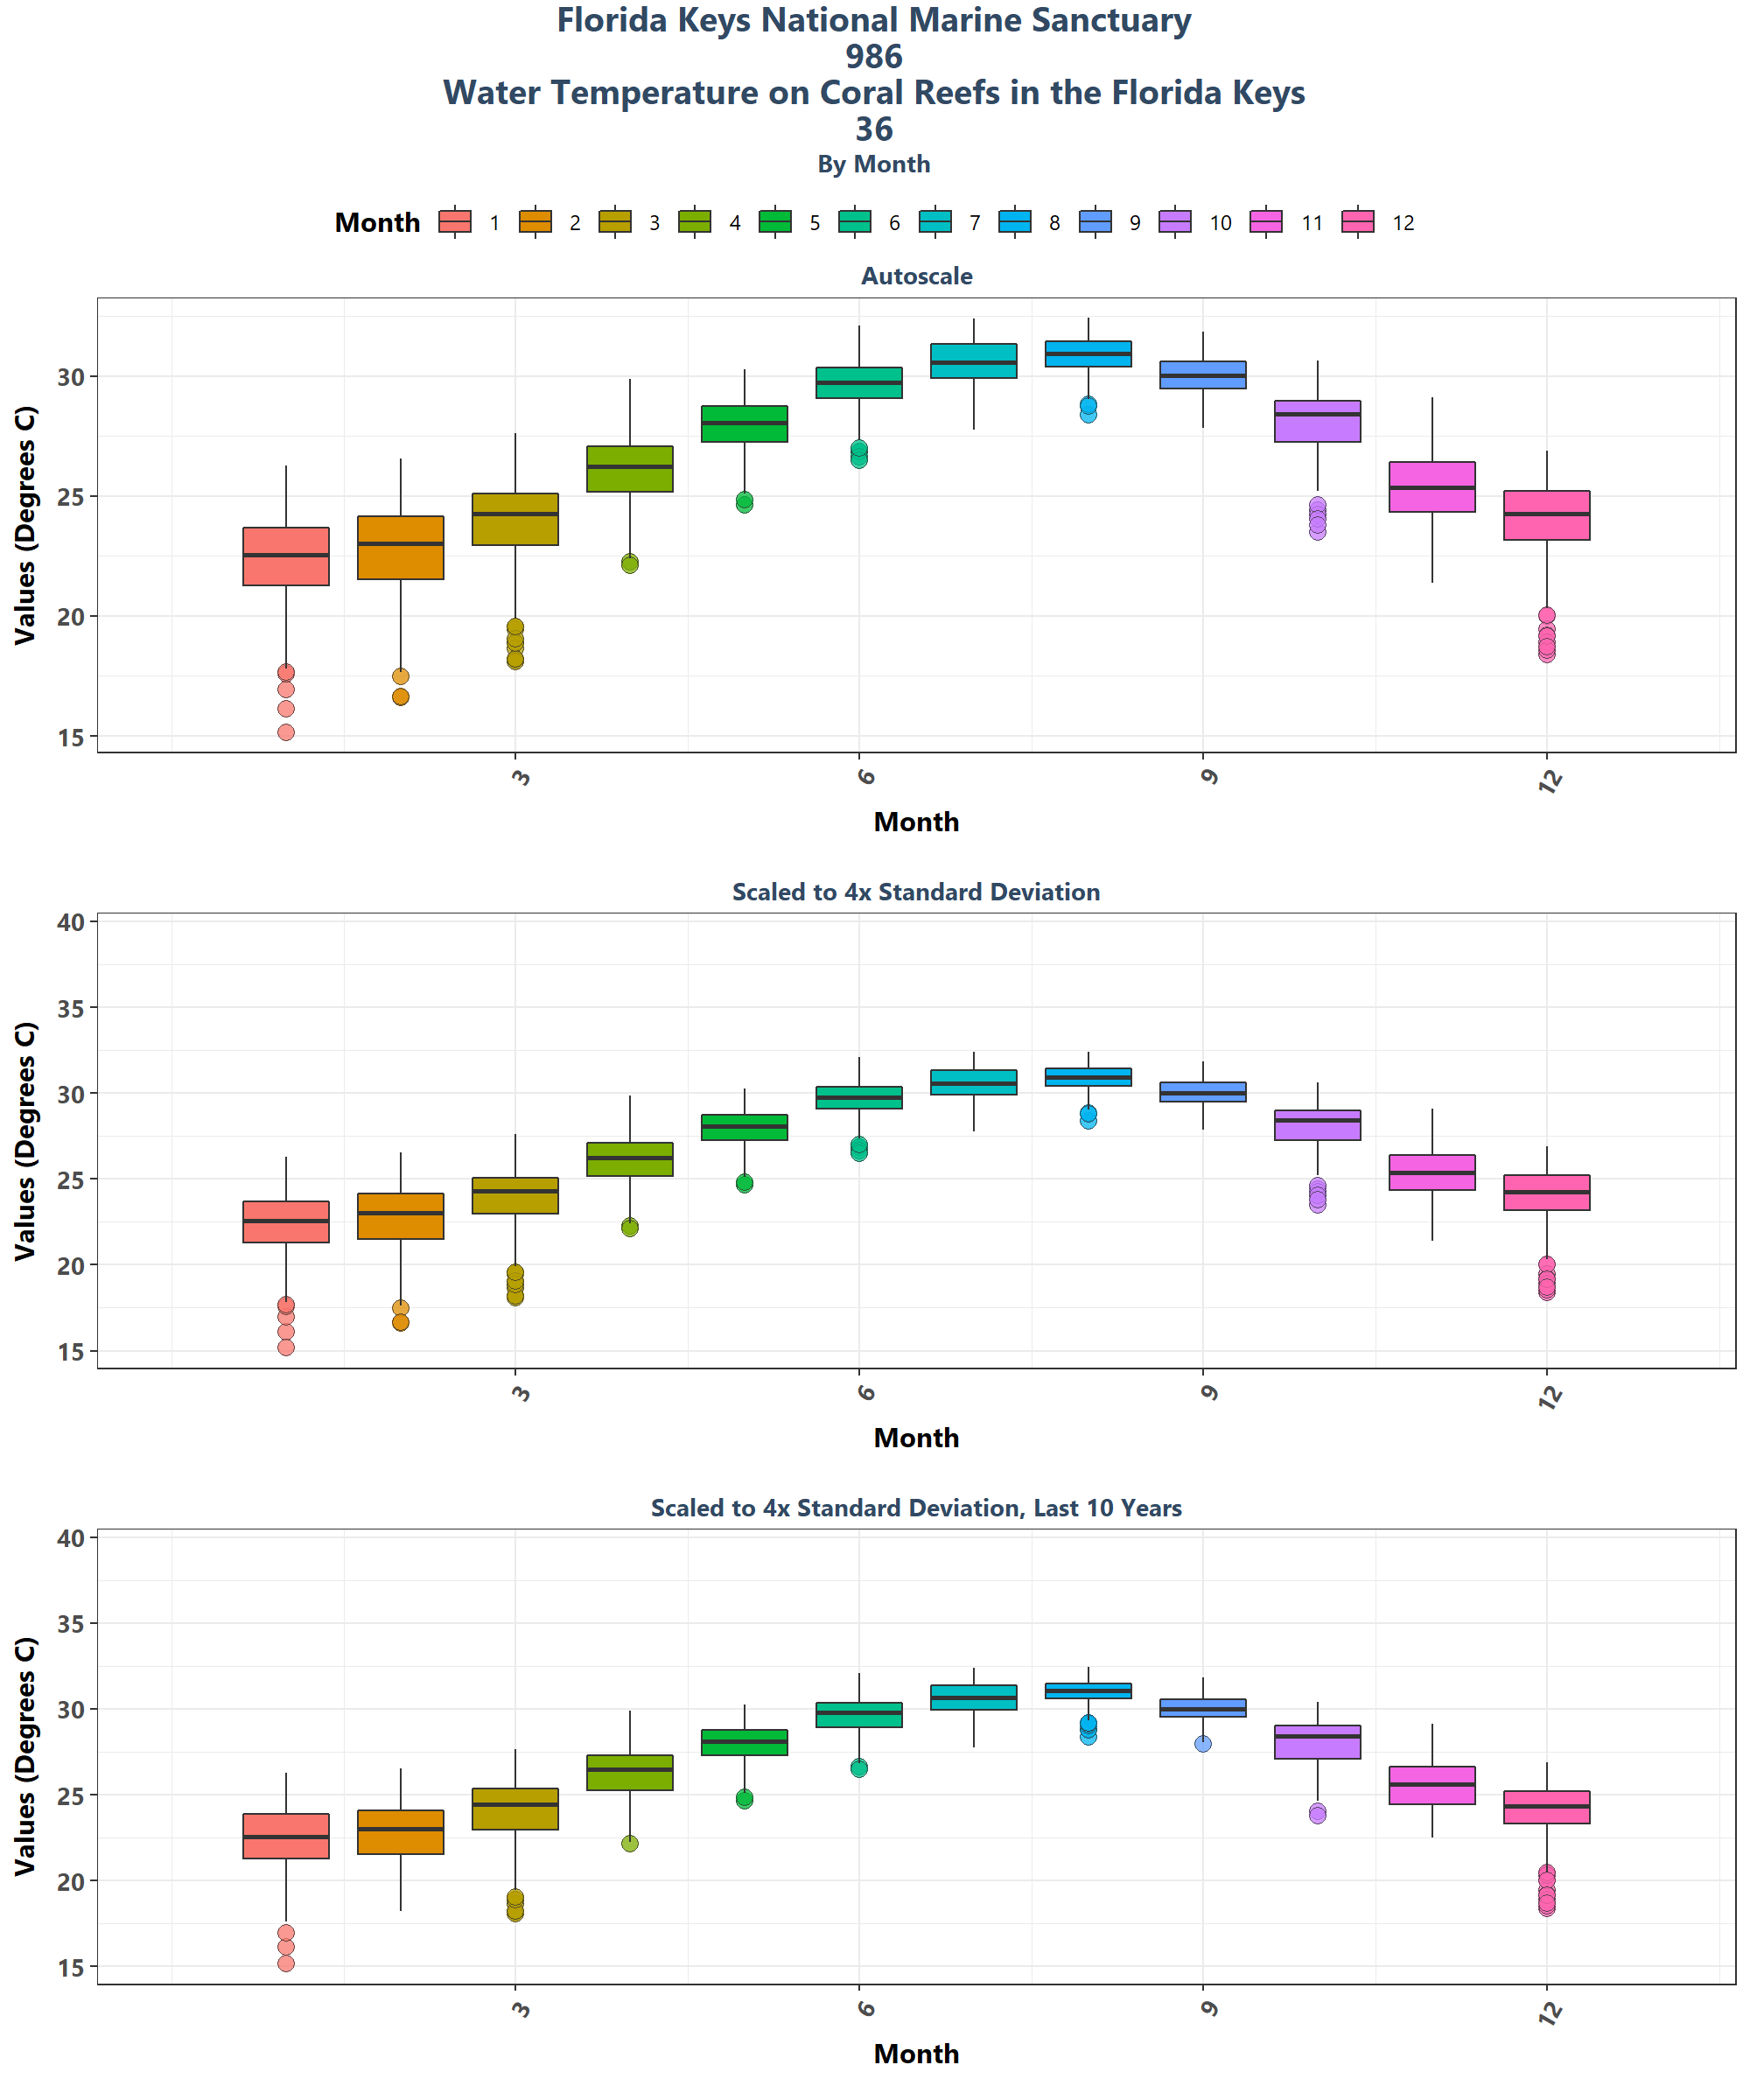 Florida Keys National Marine Sanctuary
986
Water Temperature on Coral Reefs in the Florida Keys
36
By Month
Month 1 2 3 4 5 6 7 8 9 10 11 12
Autoscale
Values (Degrees C)
30
25
20
15
3 6 9 12
Month
Scaled to 4x Standard Deviation
Values (Degrees C)
40
35
30
25
20
15
3 6 9 12
Month
Scaled to 4x Standard Deviation, Last 10 Years
Values (Degrees C)
40
35
30
25
20
15
3 6 9 12
Month